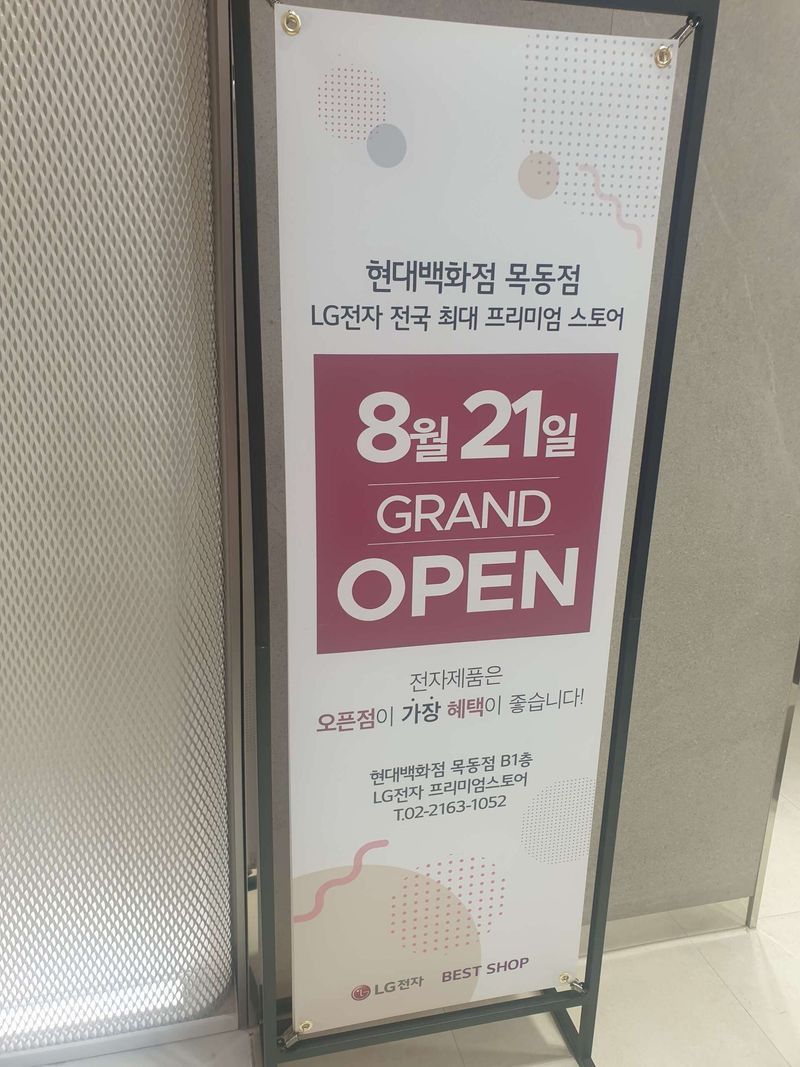 현대백화점 목동점
LG전자 전국 최대 프리미엄 스토어
8월 21일
GRAND
OPEN
전자제품은
오픈점이 가장 혜택이 좋습니다!
현대백화점 목동점 B1층
LG전자 프리미엄스토어
T.02-2163-1052
LG전자 BEST SHOP